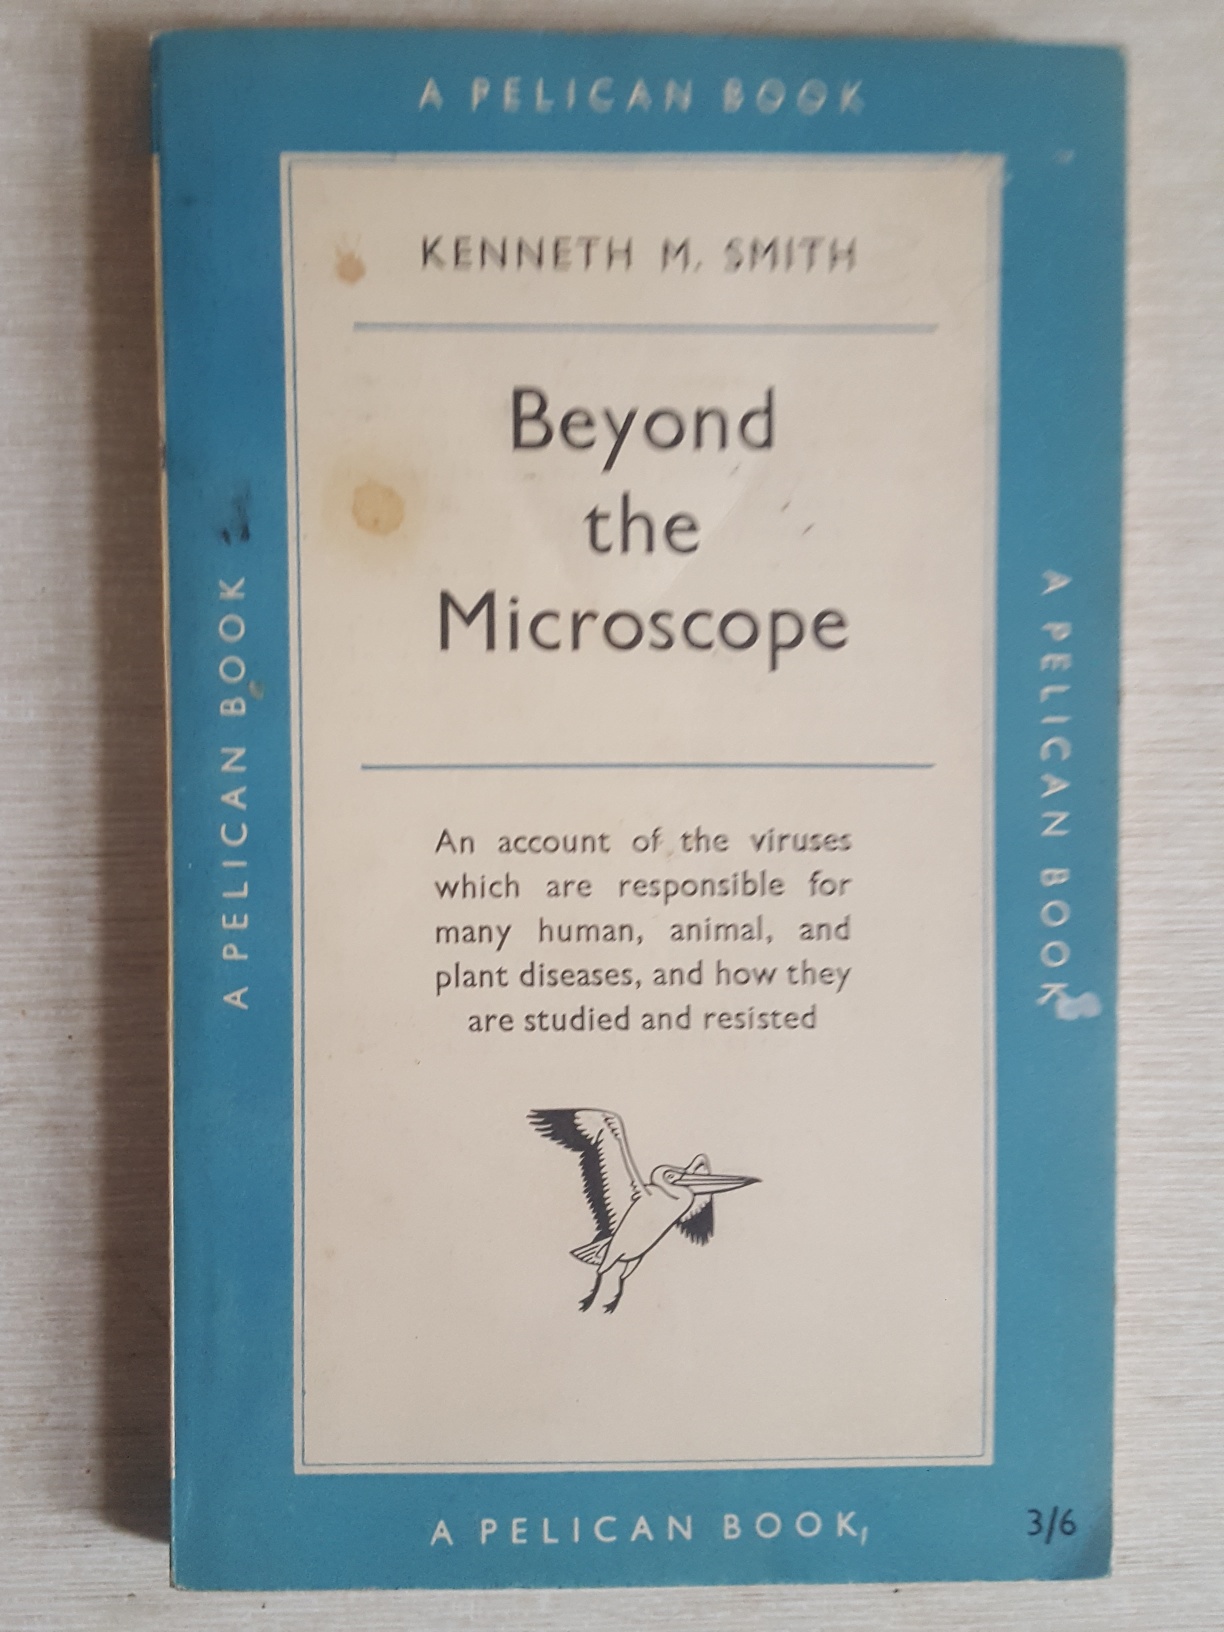 A PELICAN BOOK
KENNETH M. SMITH
Beyond
the
Microscope
An account of the viruses
which are responsible for
many human, animal, and
plant diseases, and how they
are studied and resisted
A PELICAN BOOK
A PELICAN BOOK
A PELICAN BOOK,
3/6